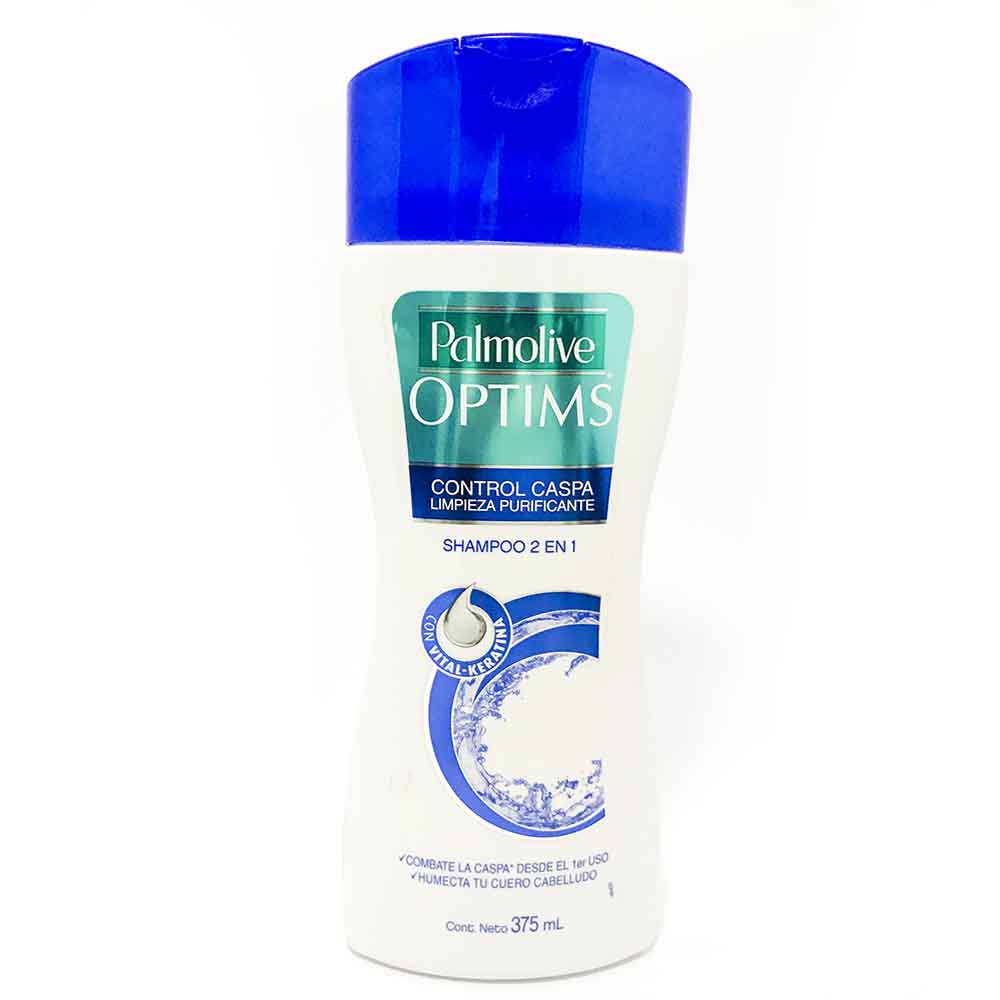 Palmolive
OPTIMS®
CONTROL CASPA
LIMPIEZA PURIFICANTE
SHAMPOO 2 EN 1
CON VITAL-KERATINA
✓COMBATE LA CASPA* DESDE EL 1er USO
✓HUMECTA TU CUERO CABELLUDO
Cont. Neto 375 mL